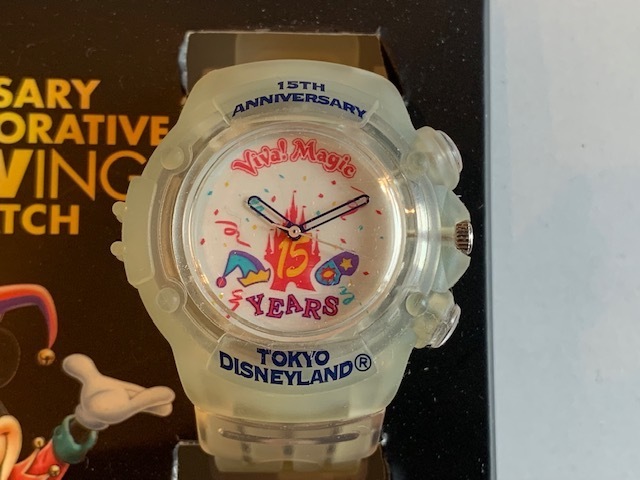 SARY
ORATIVE
WING
TCH
15TH
ANNIVERSARY
Viva! Magic
15
YEARS
TOKYO
DISNEYLAND®